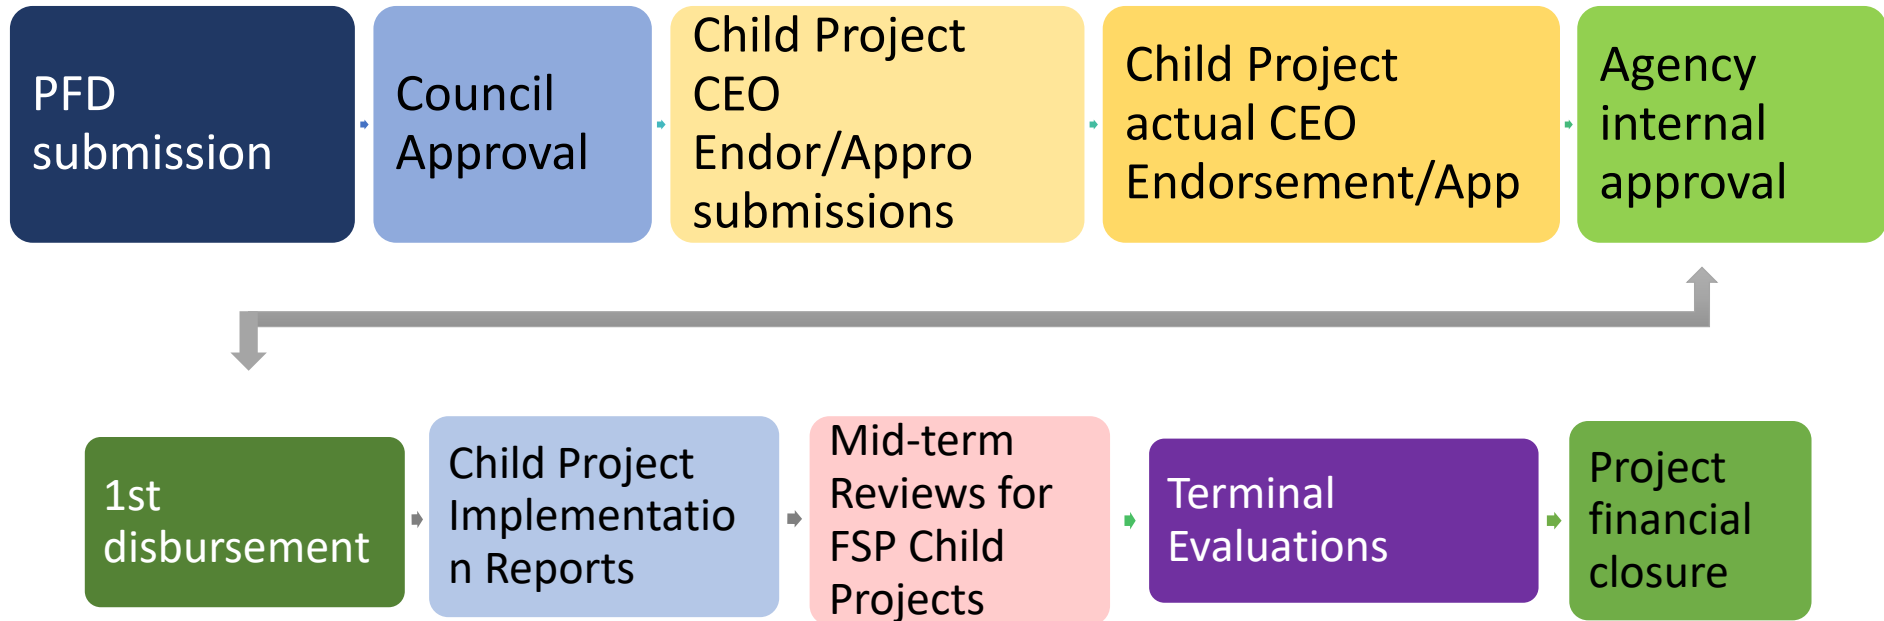 PFD
submission
Council
Approval
Child Project
CEO
Endor/Appro
submissions
Child Project
actual CEO
Endorsement/App
Agency
internal
approval
1st
disbursement
Child Project
Implementatio
n Reports
Mid-term
Reviews for
FSP Child
Projects
Terminal
Evaluations
Project
financial
closure